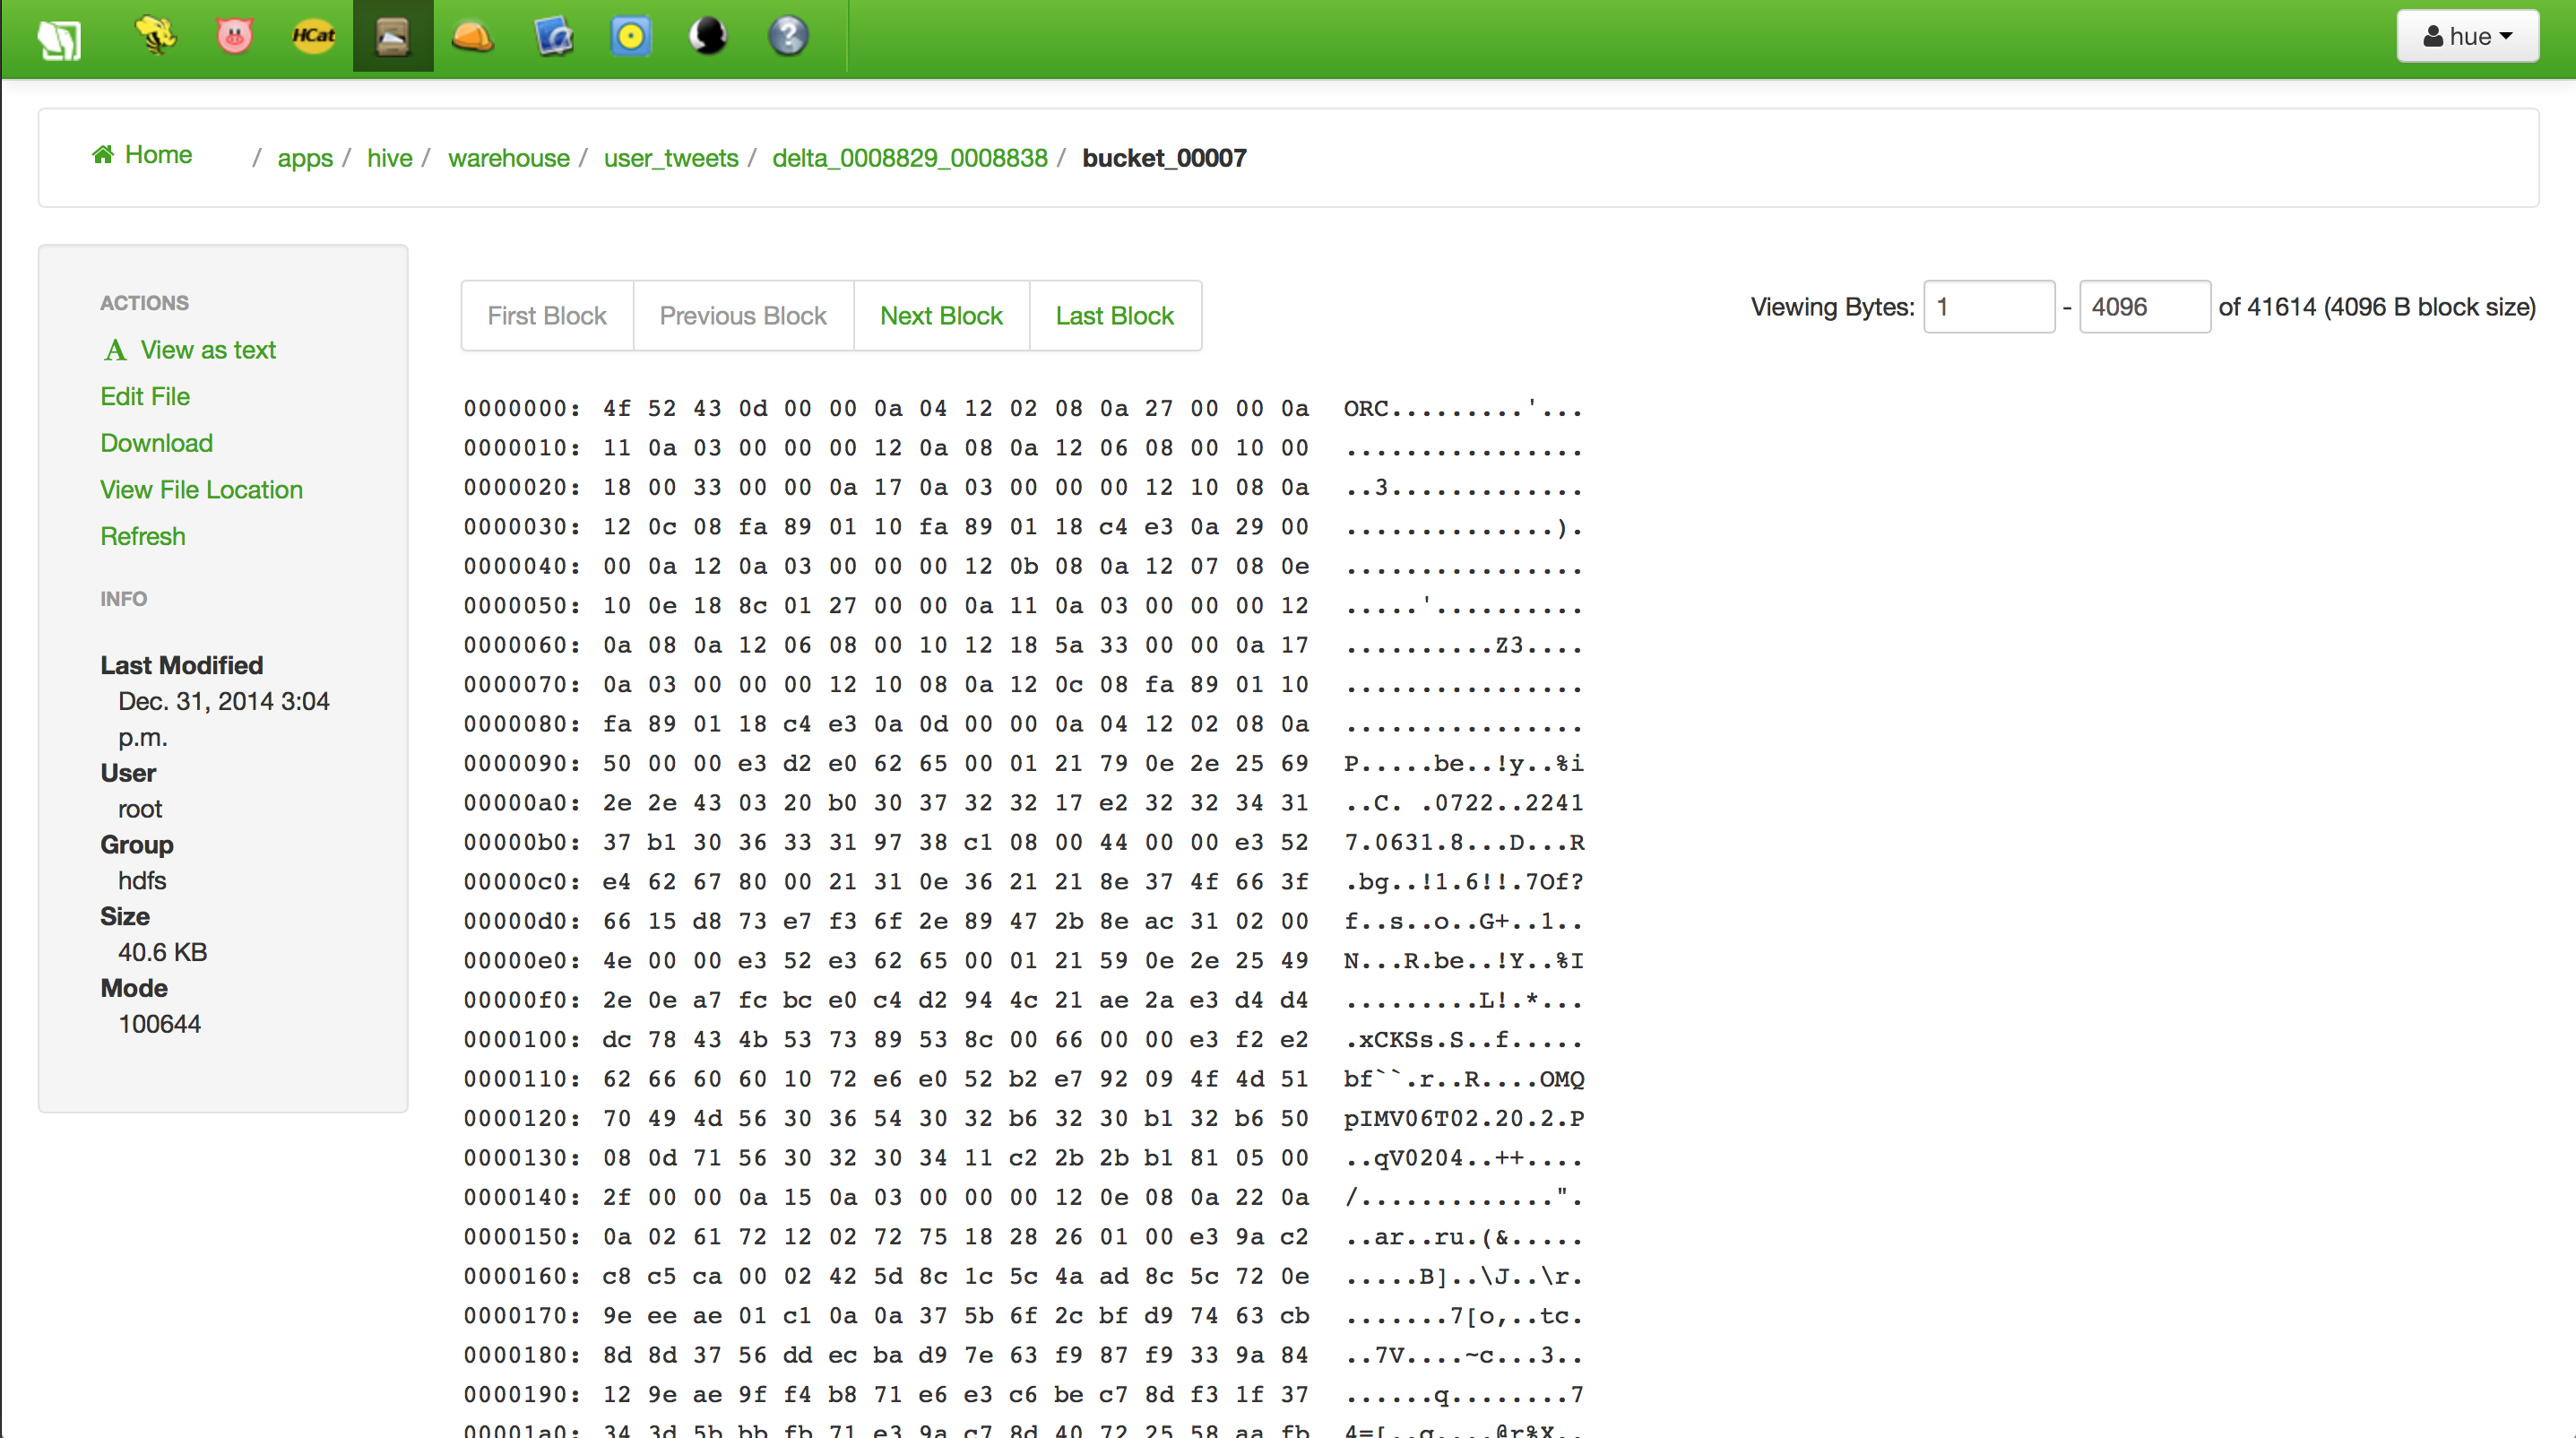 HCat
hue
Home / apps / hive / warehouse / user_tweets / delta_0008829_0008838 / bucket_00007
ACTIONS
A View as text
Edit File
Download
View File Location
Refresh
INFO
Last Modified
Dec. 31, 2014 3:04
p.m.
User
root
Group
hdfs
Size
40.6 KB
Mode
100644
First Block Previous Block Next Block Last Block
Viewing Bytes: 1 - 4096 of 41614 (4096 B block size)
0000000: 4f 52 43 0d 00 00 0a 04 12 02 08 0a 27 00 00 0a ORC.........'...
0000010: 11 0a 03 00 00 00 12 0a 08 0a 12 06 08 00 10 00 ................
0000020: 18 00 33 00 00 0a 17 0a 03 00 00 00 12 10 08 0a ..3.............
0000030: 12 0c 08 fa 89 01 10 fa 89 01 18 c4 e3 0a 29 00 ..............).
0000040: 00 0a 12 0a 03 00 00 00 12 0b 08 0a 12 07 08 0e ................
0000050: 10 0e 18 8c 01 27 00 00 0a 11 0a 03 00 00 00 12 .....'..........
0000060: 0a 08 0a 12 06 08 00 10 12 18 5a 33 00 00 0a 17 ..........Z3....
0000070: 0a 03 00 00 00 12 10 08 0a 12 0c 08 fa 89 01 10 ................
0000080: fa 89 01 18 c4 e3 0a 0d 00 00 0a 04 12 02 08 0a ................
0000090: 50 00 00 e3 d2 e0 62 65 00 01 21 79 0e 2e 25 69 P.....be..!y..%i
00000a0: 2e 2e 43 03 20 b0 30 37 32 32 17 e2 32 32 34 31 ..C. .0722..2241
00000b0: 37 b1 30 36 33 31 97 38 c1 08 00 44 00 00 e3 52 7.0631.8...D...R
00000c0: e4 62 67 80 00 21 31 0e 36 21 21 8e 37 4f 66 3f .bg..!1.6!!.7Of?
00000d0: 66 15 d8 73 e7 f3 6f 2e 89 47 2b 8e ac 31 02 00 f..s..o..G+..1..
00000e0: 4e 00 00 e3 52 e3 62 65 00 01 21 59 0e 2e 25 49 N...R.be..!Y..%I
00000f0: 2e 0e a7 fc bc e0 c4 d2 94 4c 21 ae 2a e3 d4 d4 .........L!.*...
0000100: dc 78 43 4b 53 73 89 53 8c 00 66 00 00 e3 f2 e2 .xCKSs.S..f.....
0000110: 62 66 60 60 10 72 e6 e0 52 b2 e7 92 09 4f 4d 51 bf``.r..R....OMQ
0000120: 70 49 4d 56 30 36 54 30 32 b6 32 30 b1 32 b6 50 pIMV06T02.20.2.P
0000130: 08 0d 71 56 30 32 30 34 11 c2 2b 2b b1 81 05 00 ..qV0204..++....
0000140: 2f 00 00 0a 15 0a 03 00 00 00 12 0e 08 0a 22 0a /.............".
0000150: 0a 02 61 72 12 02 72 75 18 28 26 01 00 e3 9a c2 ..ar..ru.(&.....
0000160: c8 c5 ca 00 02 42 5d 8c 1c 5c 4a ad 8c 5c 72 0e .....B]..\J..\r.
0000170: 9e ee ae 01 c1 0a 0a 37 5b 6f 2c bf d9 74 63 cb .......7[o,..tc.
0000180: 8d 8d 37 56 dd ec ba d9 7e 63 f9 87 f9 33 9a 84 ..7V....~c...3..
0000190: 12 9e ae 9f f4 b8 71 e6 e3 c6 be c7 8d f3 1f 37 ......q........7
00001a0: 34 3d 5b bb fb 71 e3 9a c7 8d 40 72 25 58 aa fb 4=[..q....@r%X..